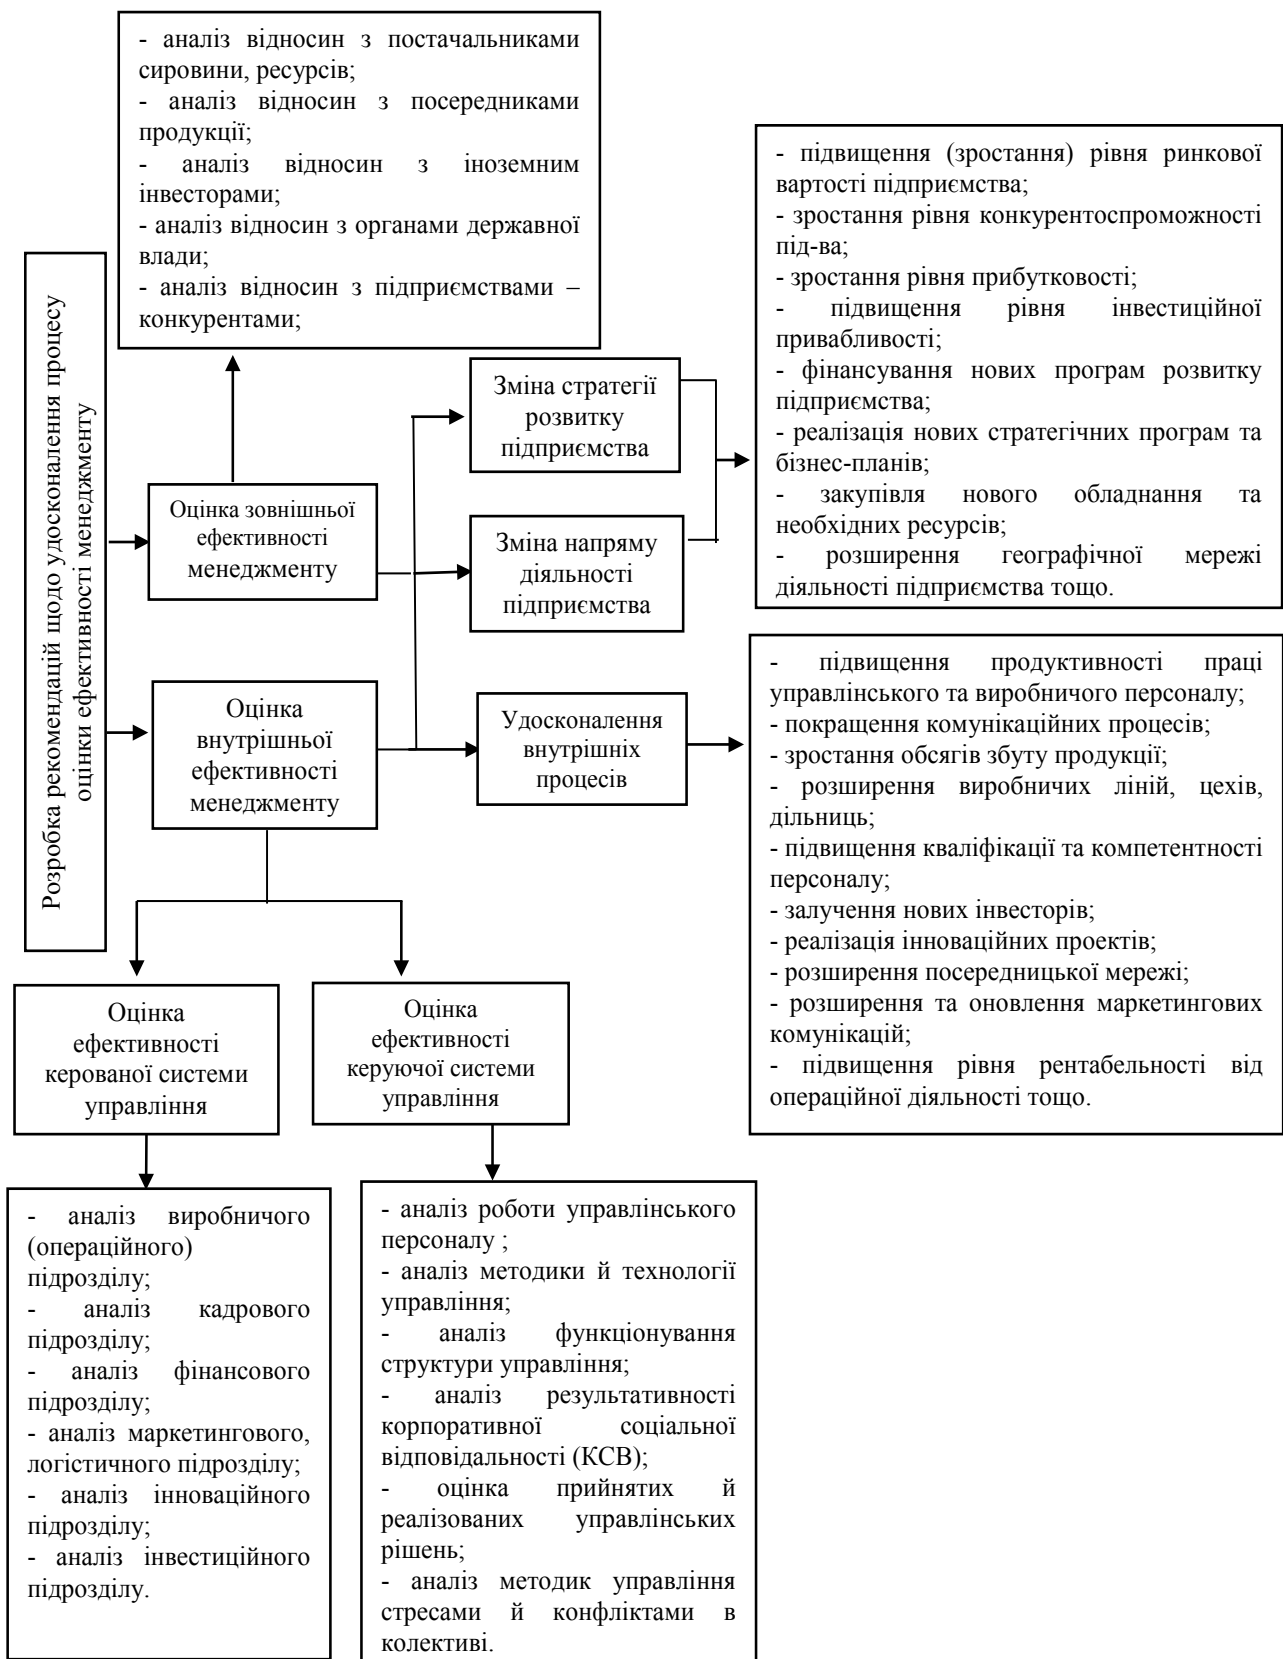 - аналіз відносин з постачальниками
сировини, ресурсів;
- аналіз відносин з посередниками
продукції;
- аналіз відносин з іноземним
інвесторами;
- аналіз відносин з органами державної
влади;
- аналіз відносин з підприємствами –
конкурентами;
- підвищення (зростання) рівня ринкової
вартості підприємства;
- зростання рівня конкурентоспроможності
під-ва;
- зростання рівня прибутковості;
- підвищення рівня інвестиційної
привабливості;
- фінансування нових програм розвитку
підприємства;
- реалізація нових стратегічних програм та
бізнес-планів;
- закупівля нового обладнання та
необхідних ресурсів;
- розширення географічної мережі
діяльності підприємства тощо.
Розробка рекомендацій щодо удосконалення процесу
оцінки ефективності менеджменту
Зміна стратегії
розвитку
підприємства
Оцінка зовнішньої
ефективності
менеджменту
Зміна напряму
діяльності
підприємства
Оцінка
внутрішньої
ефективності
менеджменту
Удосконалення
внутрішніх
процесів
- підвищення продуктивності праці
управлінського та виробничого персоналу;
- покращення комунікаційних процесів;
- зростання обсягів збуту продукції;
- розширення виробничих ліній, цехів,
дільниць;
- підвищення кваліфікації та компетентності
персоналу;
- залучення нових інвесторів;
- реалізація інноваційних проектів;
- розширення посередницької мережі;
- розширення та оновлення маркетингових
комунікацій;
- підвищення рівня рентабельності від
операційної діяльності тощо.
Оцінка
ефективності
керованої системи
управління
Оцінка
ефективності
керуючої системи
управління
- аналіз виробничого
(операційного)
підрозділу;
- аналіз кадрового
підрозділу;
- аналіз фінансового
підрозділу;
- аналіз маркетингового,
логістичного підрозділу;
- аналіз інноваційного
підрозділу;
- аналіз інвестиційного
підрозділу.
- аналіз роботи управлінського
персоналу ;
- аналіз методики й технології
управління;
- аналіз функціонування
структури управління;
- аналіз результативності
корпоративної соціальної
відповідальності (КСВ);
- оцінка прийнятих й
реалізованих управлінських
рішень;
- аналіз методик управління
стресами й конфліктами в
колективі.